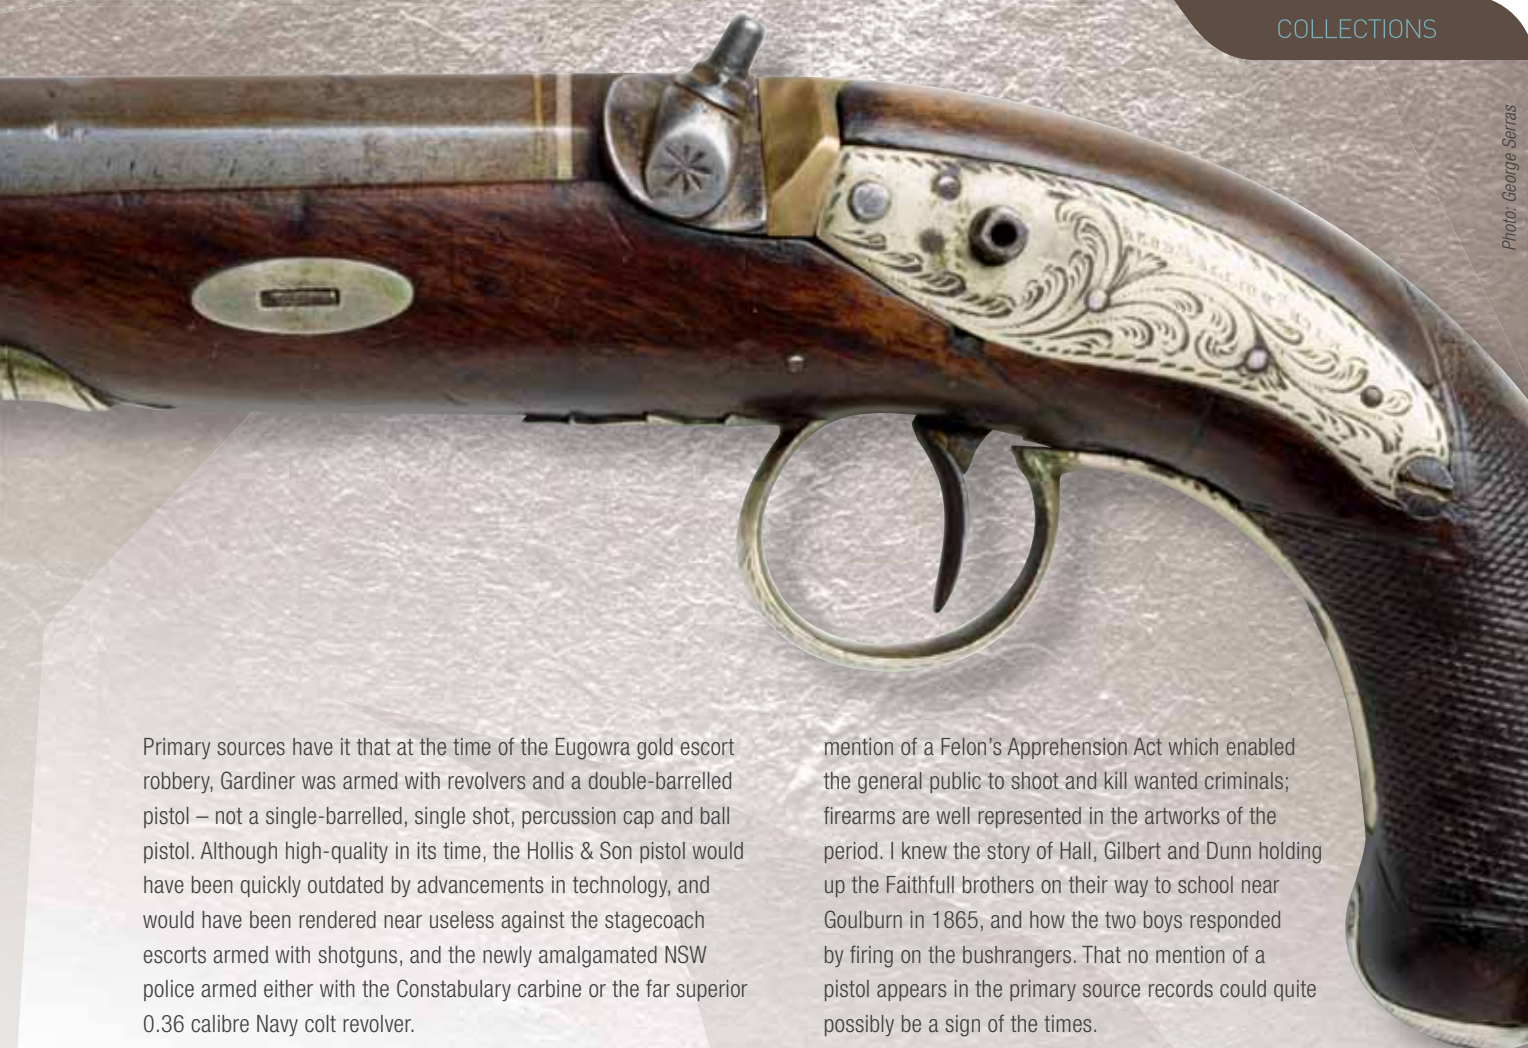 COLLECTIONS
Photo: George Serras
Primary sources have it that at the time of the Eugowra gold escort
robbery, Gardiner was armed with revolvers and a double-barrelled
pistol – not a single-barrelled, single shot, percussion cap and ball
pistol. Although high-quality in its time, the Hollis & Son pistol would
have been quickly outdated by advancements in technology, and
would have been rendered near useless against the stagecoach
escorts armed with shotguns, and the newly amalgamated NSW
police armed either with the Constabulary carbine or the far superior
0.36 calibre Navy colt revolver.
mention of a Felon’s Apprehension Act which enabled
the general public to shoot and kill wanted criminals;
firearms are well represented in the artworks of the
period. I knew the story of Hall, Gilbert and Dunn holding
up the Faithfull brothers on their way to school near
Goulburn in 1865, and how the two boys responded
by firing on the bushrangers. That no mention of a
pistol appears in the primary source records could quite
possibly be a sign of the times.